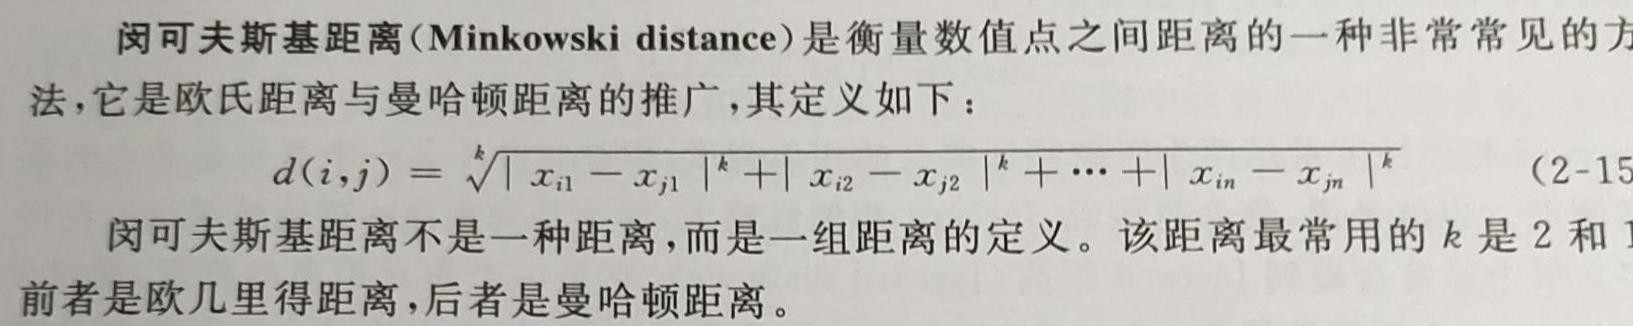 闵可夫斯基距离(Minkowski distance)是衡量数值点之间距离的一种非常常见的方
法,它是欧氏距离与曼哈顿距离的推广,其定义如下:
d(i,j) = \sqrt[k]{| x_{i1} - x_{j1} |^k +| x_{i2} - x_{j2} |^k + ··· +| x_{in} - x_{jn} |^k} (2-15
闵可夫斯基距离不是一种距离,而是一组距离的定义。该距离最常用的 k 是 2 和 1
前者是欧几里得距离,后者是曼哈顿距离。